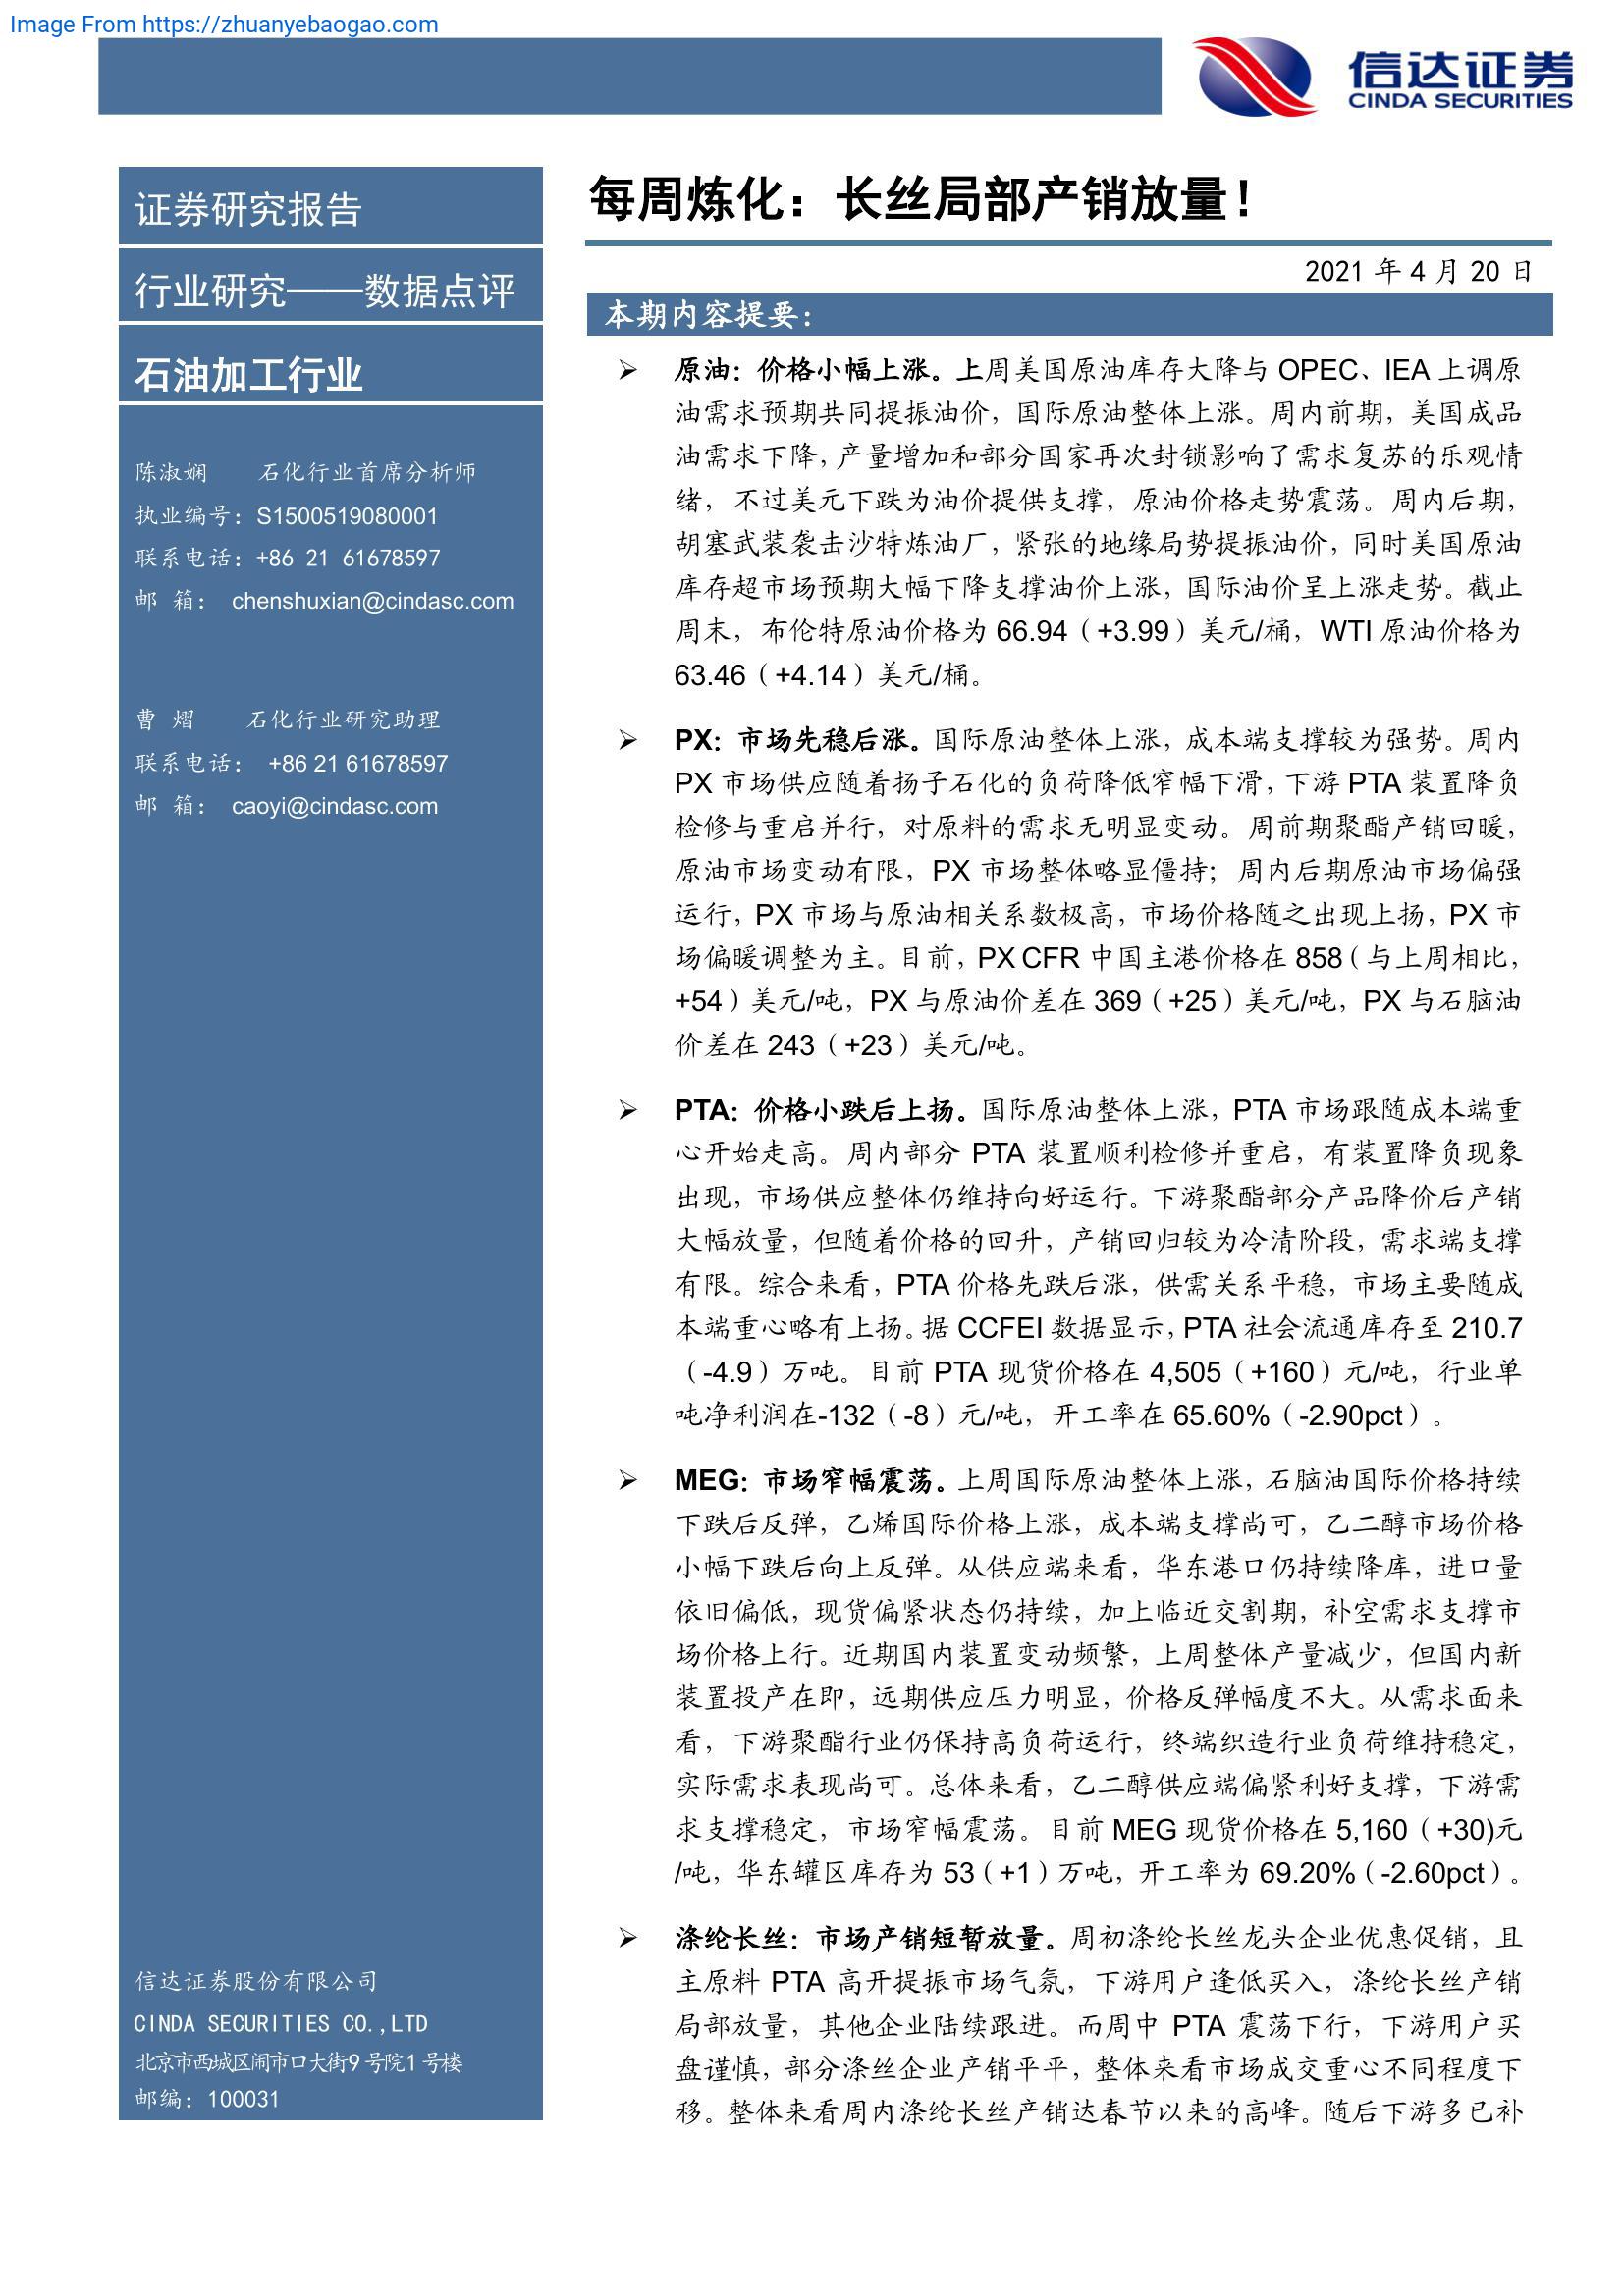 Image From https://zhuanyebaogao.com
信达证券
CINDA SECURITIES
证券研究报告
行业研究——数据点评
石油加工行业
陈淑娴 石化行业首席分析师
执业编号：S1500519080001
联系电话：+86 21 61678597
邮 箱： chenshuxian@cindasc.com
曹 熠 石化行业研究助理
联系电话： +86 21 61678597
邮 箱： caoyi@cindasc.com
信达证券股份有限公司
CINDA SECURITIES CO.,LTD
北京市西城区闹市口大街9号院1号楼
邮编：100031
每周炼化：长丝局部产销放量！
2021 年 4 月 20 日
本期内容提要：
➢ 原油：价格小幅上涨。上周美国原油库存大降与 OPEC、IEA 上调原
油需求预期共同提振油价，国际原油整体上涨。周内前期，美国成品
油需求下降，产量增加和部分国家再次封锁影响了需求复苏的乐观情
绪，不过美元下跌为油价提供支撑，原油价格走势震荡。周内后期，
胡塞武装袭击沙特炼油厂，紧张的地缘局势提振油价，同时美国原油
库存超市场预期大幅下降支撑油价上涨，国际油价呈上涨走势。截止
周末，布伦特原油价格为 66.94（+3.99）美元/桶，WTI 原油价格为
63.46（+4.14）美元/桶。
➢ PX：市场先稳后涨。国际原油整体上涨，成本端支撑较为强势。周内
PX 市场供应随着扬子石化的负荷降低窄幅下滑，下游 PTA 装置降负
检修与重启并行，对原料的需求无明显变动。周前期聚酯产销回暖，
原油市场变动有限，PX 市场整体略显僵持；周内后期原油市场偏强
运行，PX 市场与原油相关系数极高，市场价格随之出现上扬，PX 市
场偏暖调整为主。目前，PX CFR 中国主港价格在 858（与上周相比，
+54）美元/吨，PX 与原油价差在 369（+25）美元/吨，PX 与石脑油
价差在 243（+23）美元/吨。
➢ PTA：价格小跌后上扬。国际原油整体上涨，PTA 市场跟随成本端重
心开始走高。周内部分 PTA 装置顺利检修并重启，有装置降负现象
出现，市场供应整体仍维持向好运行。下游聚酯部分产品降价后产销
大幅放量，但随着价格的回升，产销回归较为冷清阶段，需求端支撑
有限。综合来看，PTA 价格先跌后涨，供需关系平稳，市场主要随成
本端重心略有上扬。据 CCFEI 数据显示，PTA 社会流通库存至 210.7
（-4.9）万吨。目前 PTA 现货价格在 4,505（+160）元/吨，行业单
吨净利润在-132（-8）元/吨，开工率在 65.60%（-2.90pct）。
➢ MEG：市场窄幅震荡。上周国际原油整体上涨，石脑油国际价格持续
下跌后反弹，乙烯国际价格上涨，成本端支撑尚可，乙二醇市场价格
小幅下跌后向上反弹。从供应端来看，华东港口仍持续降库，进口量
依旧偏低，现货偏紧状态仍持续，加上临近交割期，补空需求支撑市
场价格上行。近期国内装置变动频繁，上周整体产量减少，但国内新
装置投产在即，远期供应压力明显，价格反弹幅度不大。从需求面来
看，下游聚酯行业仍保持高负荷运行，终端织造行业负荷维持稳定，
实际需求表现尚可。总体来看，乙二醇供应端偏紧利好支撑，下游需
求支撑稳定，市场窄幅震荡。目前 MEG 现货价格在 5,160（+30)元
/吨，华东罐区库存为 53（+1）万吨，开工率为 69.20%（-2.60pct）。
➢ 涤纶长丝：市场产销短暂放量。周初涤纶长丝龙头企业优惠促销，且
主原料 PTA 高开提振市场气氛，下游用户逢低买入，涤纶长丝产销
局部放量，其他企业陆续跟进。而周中 PTA 震荡下行，下游用户买
盘谨慎，部分涤丝企业产销平平，整体来看市场成交重心不同程度下
移。整体来看周内涤纶长丝产销达春节以来的高峰。随后下游多已补